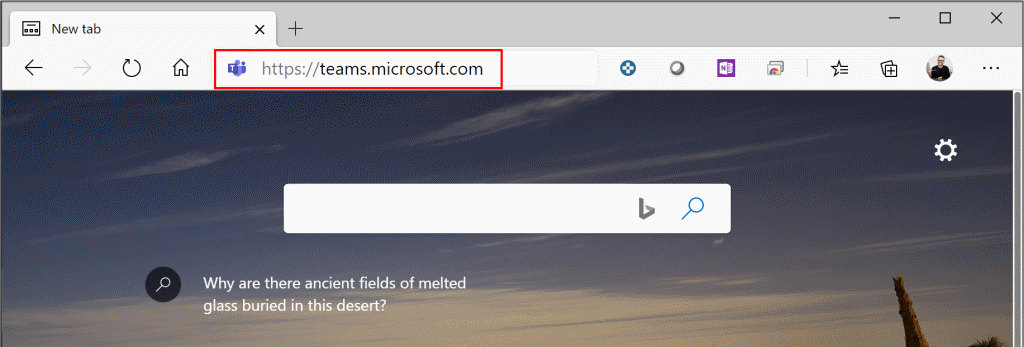 New tab
https://teams.microsoft.com
Why are there ancient fields of melted
glass buried in this desert?